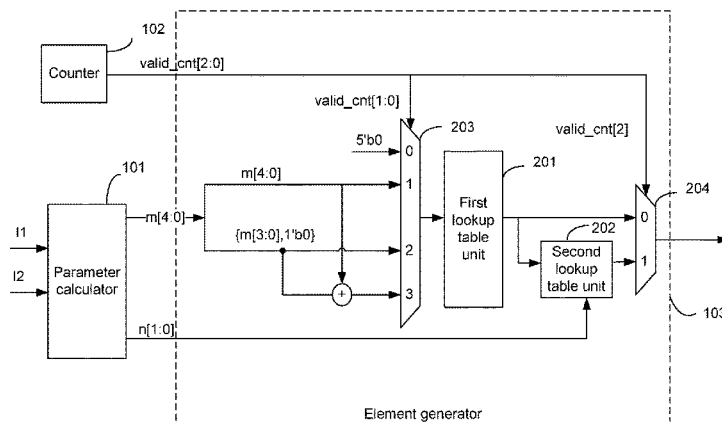 102
Counter
valid_cnt[2:0]
valid_cnt[1:0]
203
valid_cnt[2]
5'b0
0
201
101
m[4:0]
1
204
m[4:0]
First
lookup
table
unit
202
0
I1
{m[3:0],1'b0}
2
Second
lookup
table unit
1
I2
Parameter
calculator
+
3
103
n[1:0]
Element generator